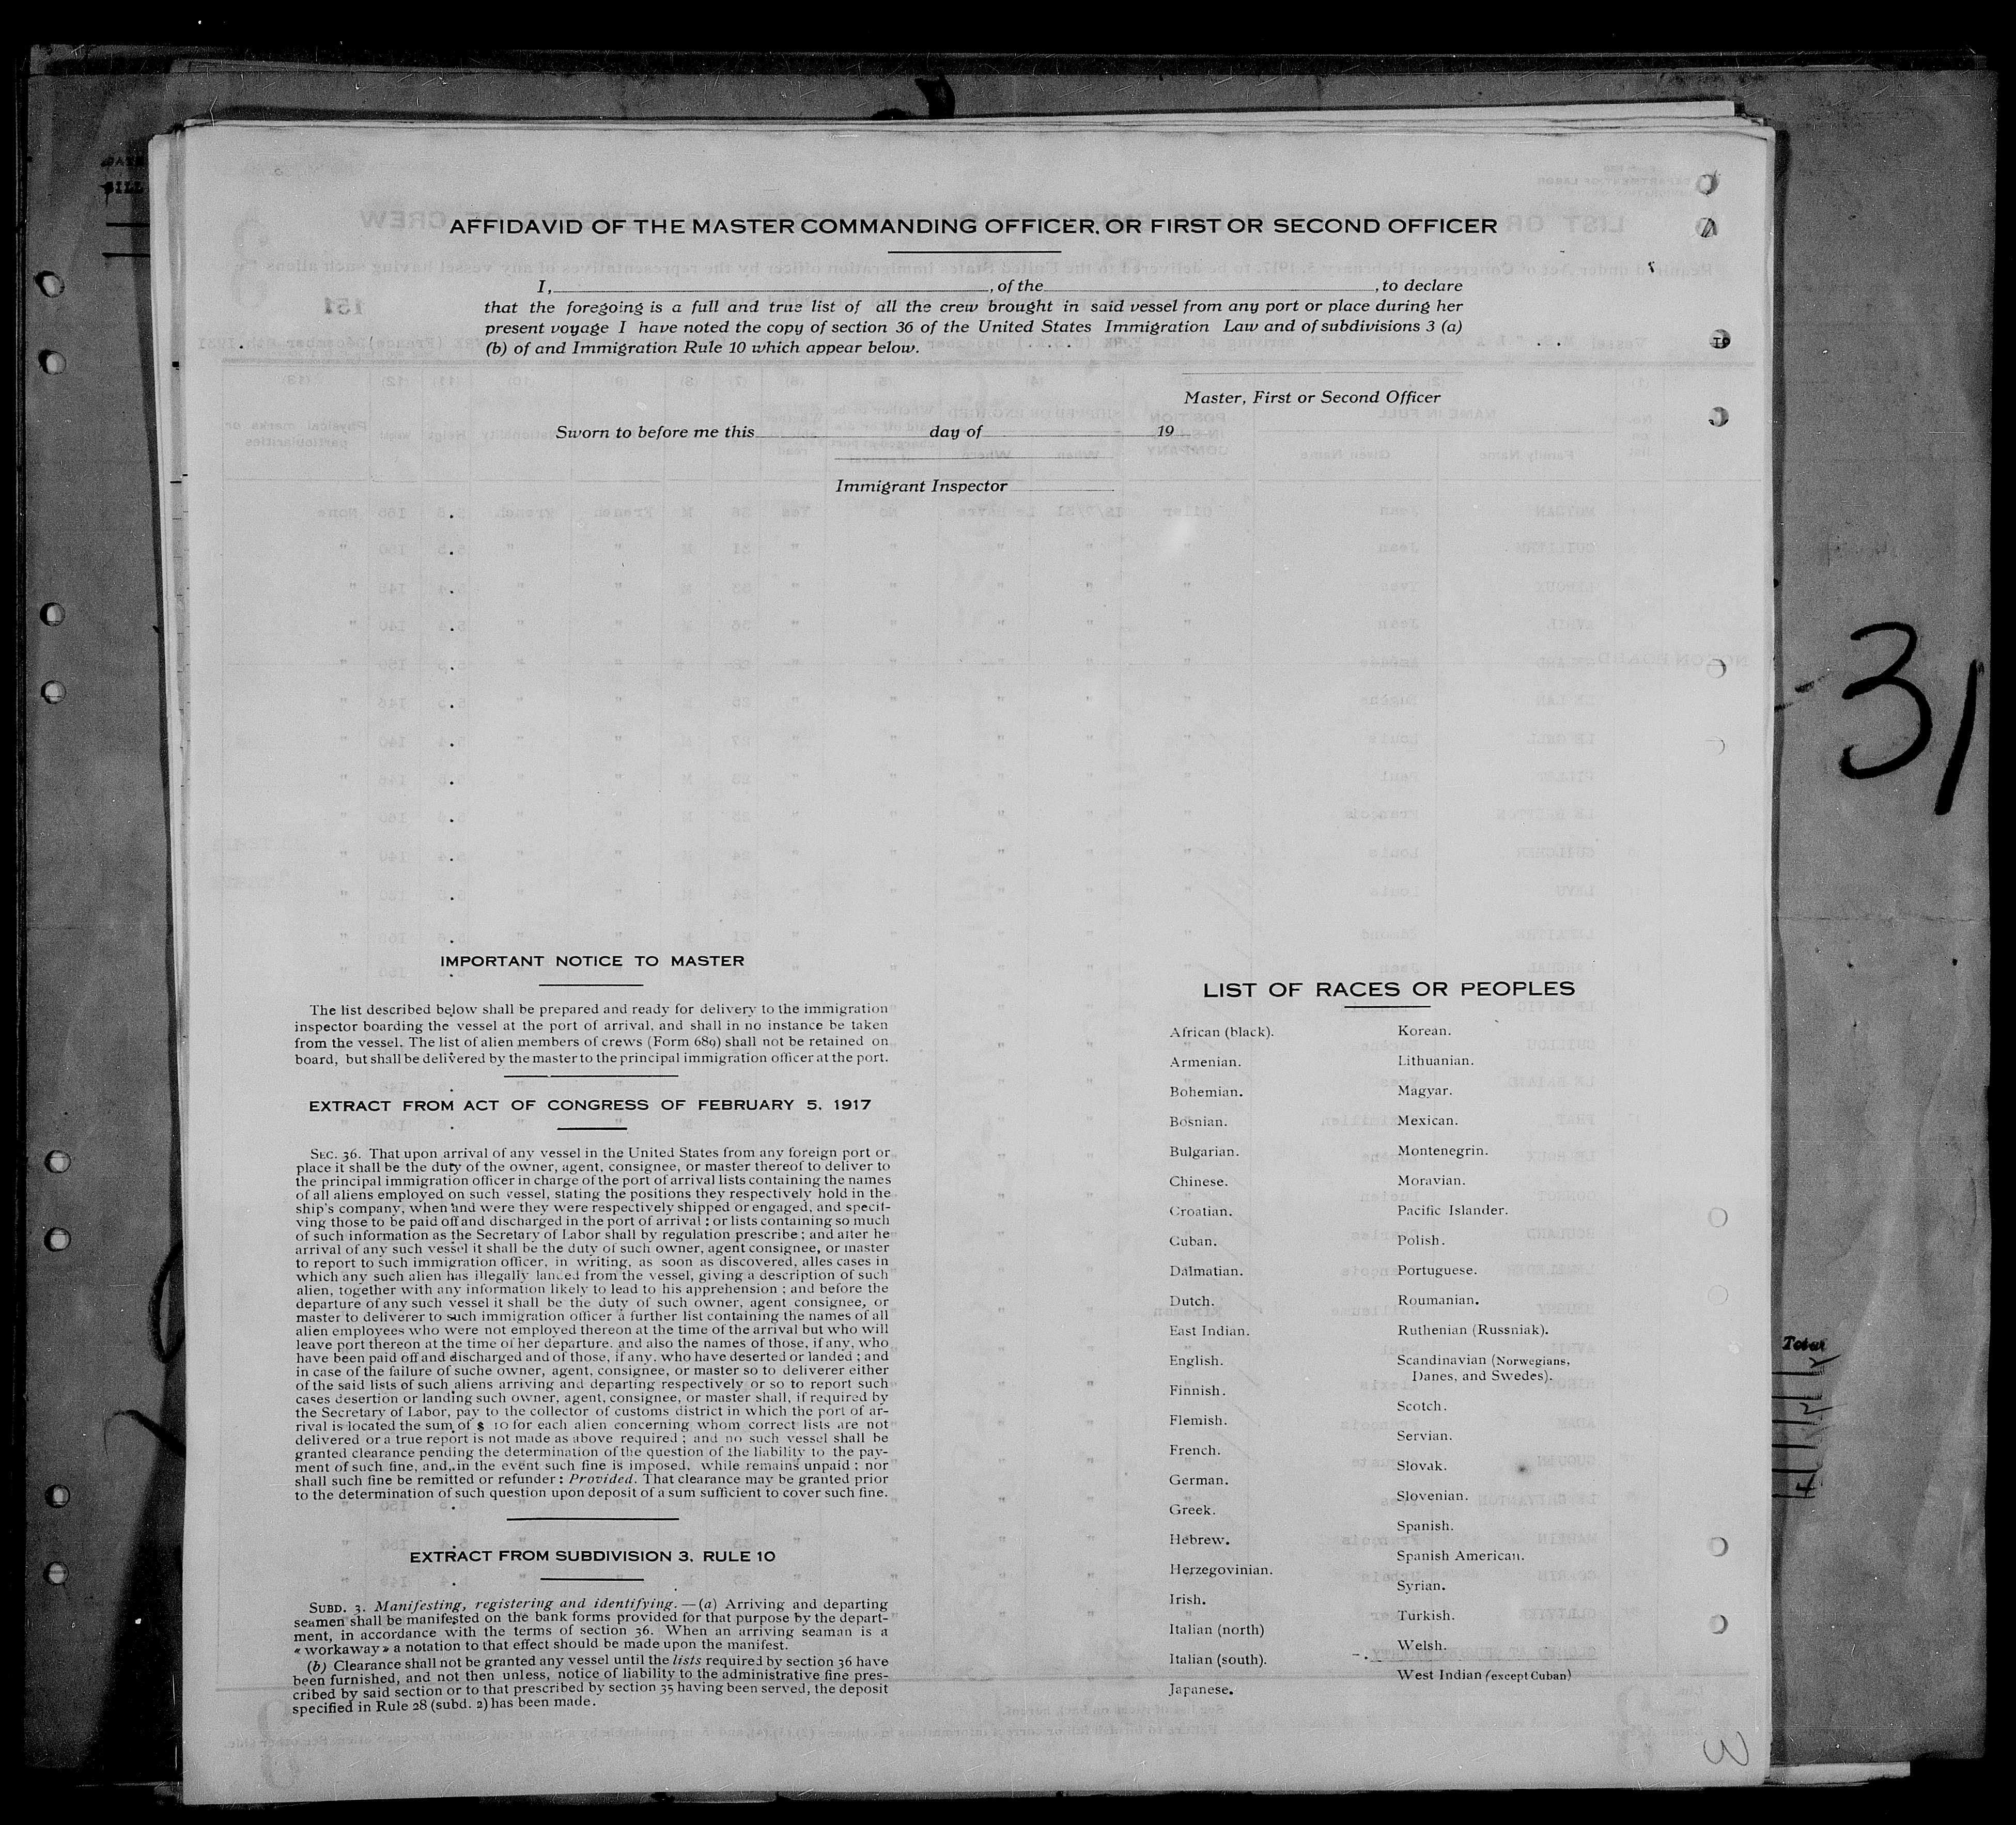 AFFIDAVID OF THE MASTER COMMANDING OFFICER, OR FIRST OR SECOND OFFICER
I, , of the , to declare
that the foregoing is a full and true list of all the crew brought in said vessel from any port or place during her
present voyage I have noted the copy of section 36 of the United States Immigration Law and of subdivisions 3 (a)
(b) of and Immigration Rule 10 which appear below.
Master, First or Second Officer
Sworn to before me this day of 19
Immigrant Inspector
31
IMPORTANT NOTICE TO MASTER
The list described below shall be prepared and ready for delivery to the immigration
inspector boarding the vessel at the port of arrival, and shall in no instance be taken
from the vessel. The list of alien members of crews (Form 689) shall not be retained on
board, but shall be delivered by the master to the principal immigration officer at the port.
EXTRACT FROM ACT OF CONGRESS OF FEBRUARY 5. 1917
SEC. 36. That upon arrival of any vessel in the United States from any foreign port or
place it shall be the duty of the owner, agent, consignee, or master thereof to deliver to
the principal immigration officer in charge of the port of arrival lists containing the names
of all aliens employed on such vessel, stating the positions they respectively hold in the
ship's company, when and were they were respectively shipped or engaged, and specit-
ving those to be paid off and discharged in the port of arrival : or lists containing so much
of such information as the Secretary of Labor shall by regulation prescribe ; and alter he
arrival of any such vessel it shall be the duty of such owner, agent consignee, or master
to report to such immigration officer, in writing, as soon as discovered, alles cases in
which any such alien has illegally lanced from the vessel, giving a description of such
alien, together with any information likely to lead to his apprehension ; and before the
departure of any such vessel it shall be the duty of such owner, agent consignee, or
master to deliverer to such immigration officer a further list containing the names of all
alien employees who were not employed thereon at the time of the arrival but who will
leave port thereon at the time of her departure. and also the names of those, if any, who
have been paid off and discharged and of those, if any. who have deserted or landed ; and
in case of the failure of suche owner, agent, consignee, or master so to deliverer either
of the said lists of such aliens arriving and departing respectively or so to report such
cases desertion or landing such owner, agent, consignee, or master shall, if required by
the Secretary of Labor, pay to the collector of customs district in which the port of ar-
rival is located the sum of $ 10 for each alien concerning whom correct lists are not
delivered or a true report is not made as above required ; and no such vessel shall be
granted clearance pending the determination of the question of the liability to the pay-
ment of such fine, and, in the event such fine is imposed. while remains unpaid ; nor
shall such fine be remitted or refunder : Provided. That clearance may be granted prior
to the determination of such question upon deposit of a sum sufficient to cover such fine.
EXTRACT FROM SUBDIVISION 3. RULE 10
SUBD. 3. Manifesting, registering and identifying. — (a) Arriving and departing
seamen shall be manifested on the bank forms provided for that purpose by the depart-
ment, in accordance with the terms of section 36. When an arriving seaman is a
« workaway » a notation to that effect should be made upon the manifest.
(b) Clearance shall not be granted any vessel until the lists required by section 36 have
been furnished, and not then unless, notice of liability to the administrative fine pres-
cribed by said section or to that prescribed by section 35 having been served, the deposit
specified in Rule 28 (subd. 2) has been made.
LIST OF RACES OR PEOPLES
African (black).
Armenian.
Bohemian.
Bosnian.
Bulgarian.
Chinese.
Croatian.
Cuban.
Dalmatian.
Dutch.
East Indian.
English.
Finnish.
Flemish.
French.
German.
Greek.
Hebrew.
Herzegovinian.
Irish.
Italian (north)
Italian (south).
Japanese.
Korean.
Lithuanian.
Magyar.
Mexican.
Montenegrin.
Moravian.
Pacific Islander.
Polish.
Portuguese.
Roumanian.
Ruthenian (Russniak).
Scandinavian (Norwegians,
Danes, and Swedes).
Scotch.
Servian.
Slovak.
Slovenian.
Spanish.
Spanish American.
Syrian.
Turkish.
Welsh.
West Indian (except Cuban)
Total
3